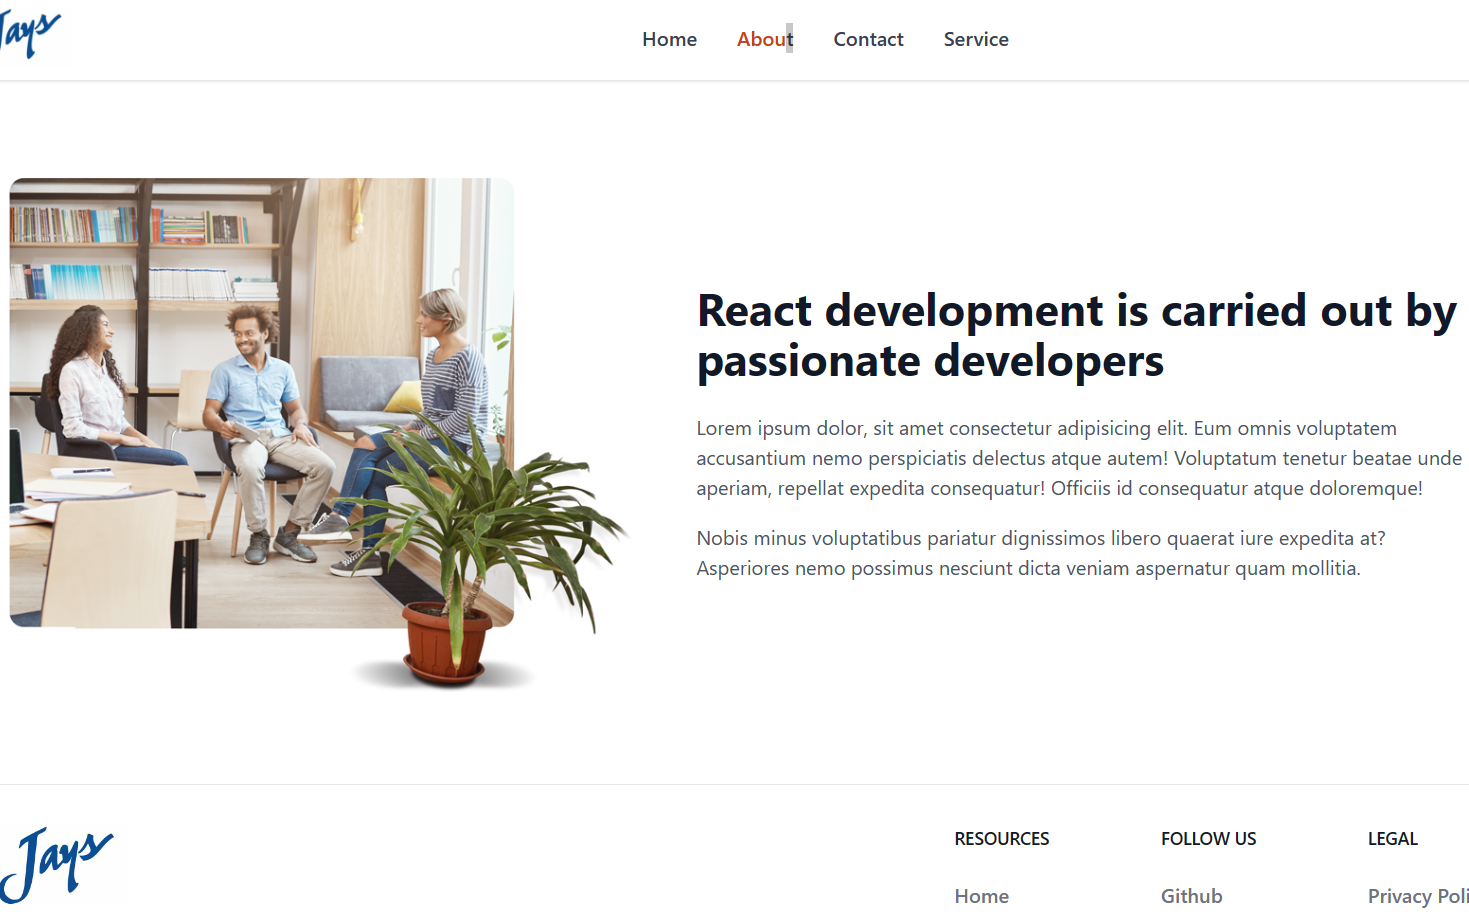 Jays
Home About Contact Service
React development is carried out by
passionate developers
Lorem ipsum dolor, sit amet consectetur adipisicing elit. Eum omnis voluptatem
accusantium nemo perspiciatis delectus atque autem! Voluptatum tenetur beatae unde
aperiam, repellat expedita consequatur! Officiis id consequatur atque doloremque!
Nobis minus voluptatibus pariatur dignissimos libero quaerat iure expedita at?
Asperiores nemo possimus nesciunt dicta veniam aspernatur quam mollitia.
Jays
RESOURCES FOLLOW US LEGAL
Home Github Privacy Poli